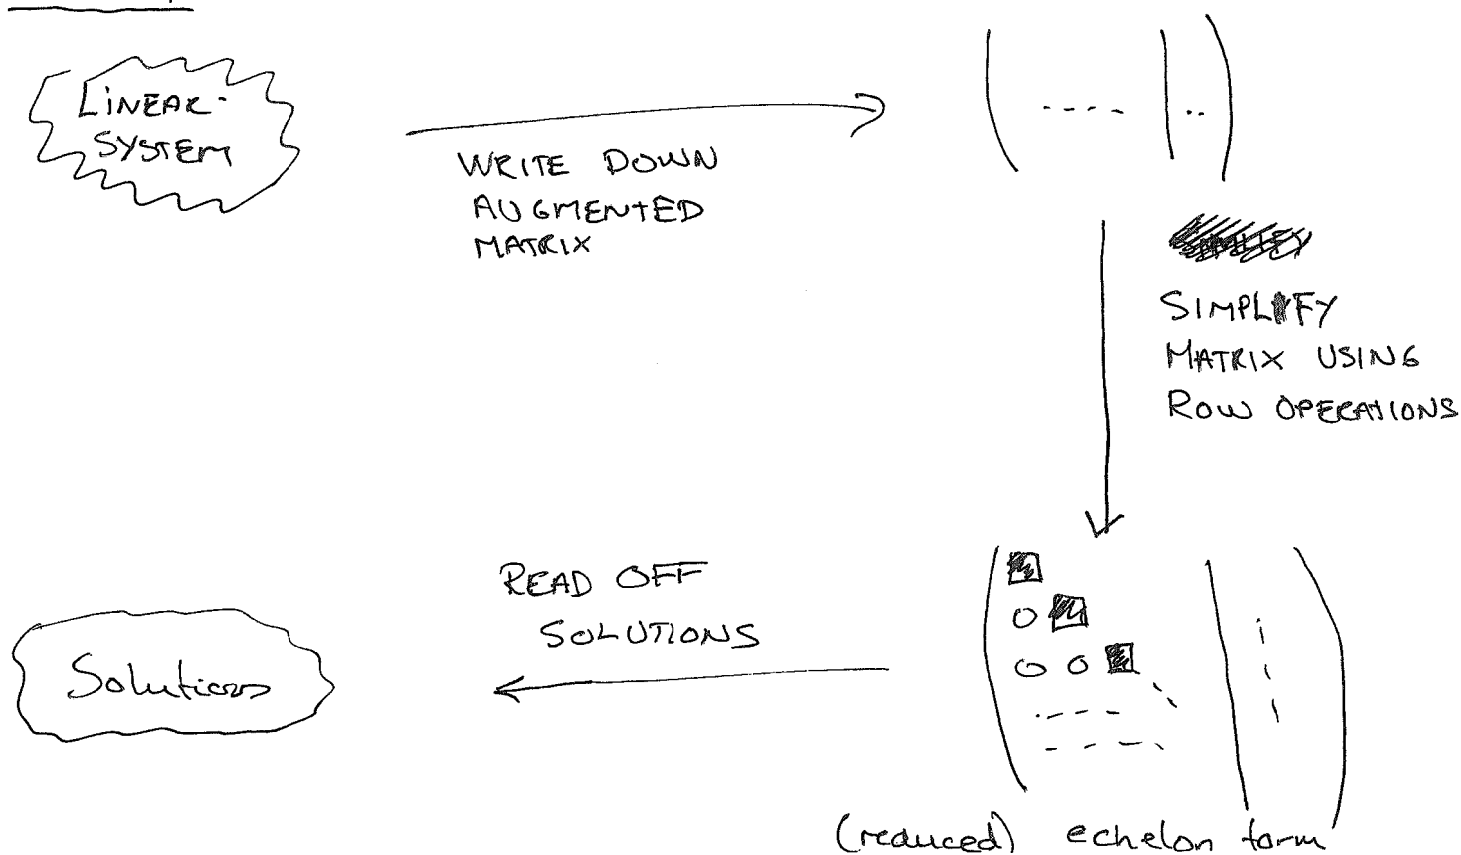 LINEAR
SYSTEM
WRITE DOWN
AUGMENTED
MATRIX
( ---- | .. )
SIMPLIFY
MATRIX USING
ROW OPERATIONS
READ OFF
SOLUTIONS
Solutions
0
0 0
(reduced) echelon form